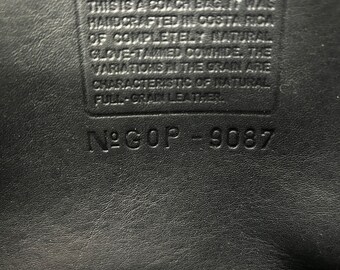 THIS IS A COACH BAG. IT WAS
HANDCRAFTED IN COSTA RICA
OF COMPLETELY NATURAL
GLOVE-TANNED COWHIDE. THE
VARIATIONS IN THE GRAIN ARE
CHARACTERISTIC OF NATURAL
FULL-GRAIN LEATHER.
No GOP - 9087